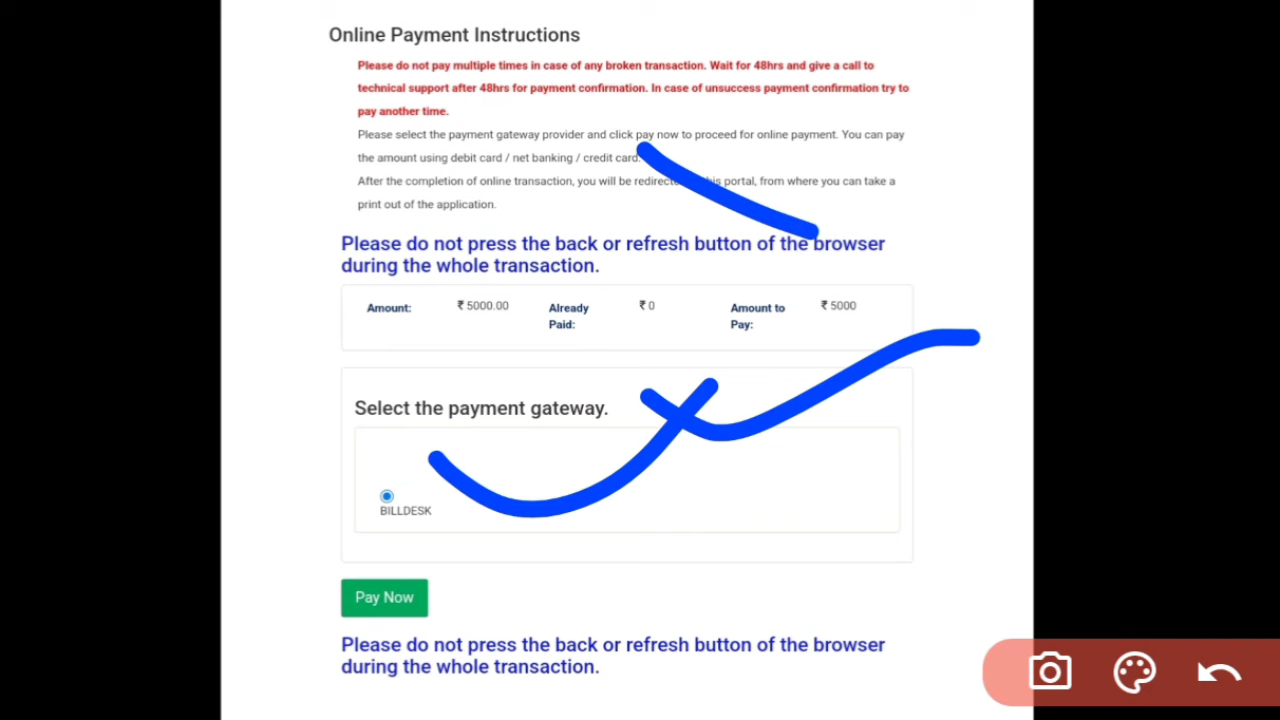 Online Payment Instructions
Please do not pay multiple times in case of any broken transaction. Wait for 48hrs and give a call to
technical support after 48hrs for payment confirmation. In case of unsuccess payment confirmation try to
pay another time.
Please select the payment gateway provider and click pay now to proceed for online payment. You can pay
the amount using debit card / net banking / credit card.
After the completion of online transaction, you will be portal, from where you can take a
print out of the application.
Please do not press the back or refresh button of the browser
during the whole transaction.
Amount: ₹ 5000.00 Already Paid: ₹ 0 Amount to Pay: ₹ 5000
Select the payment gateway.
BILLDESK
Pay Now
Please do not press the back or refresh button of the browser
during the whole transaction.